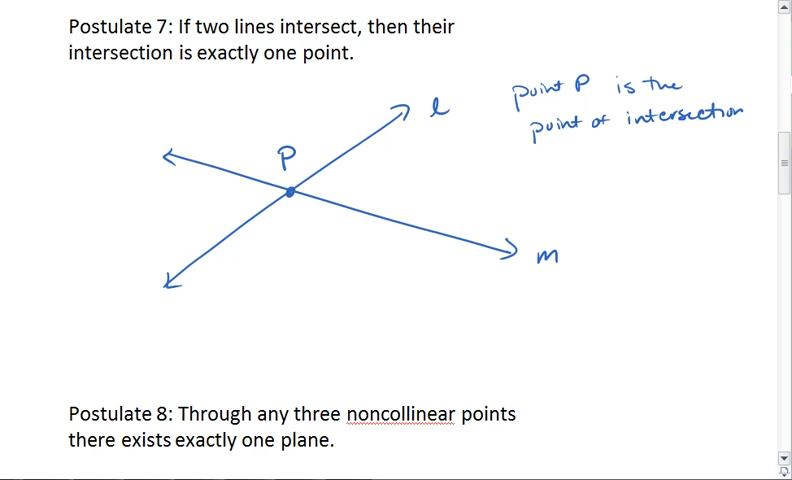 Postulate 7: If two lines intersect, then their
intersection is exactly one point.
point P is the
point of intersection
l
P
m
Postulate 8: Through any three noncollinear points
there exists exactly one plane.